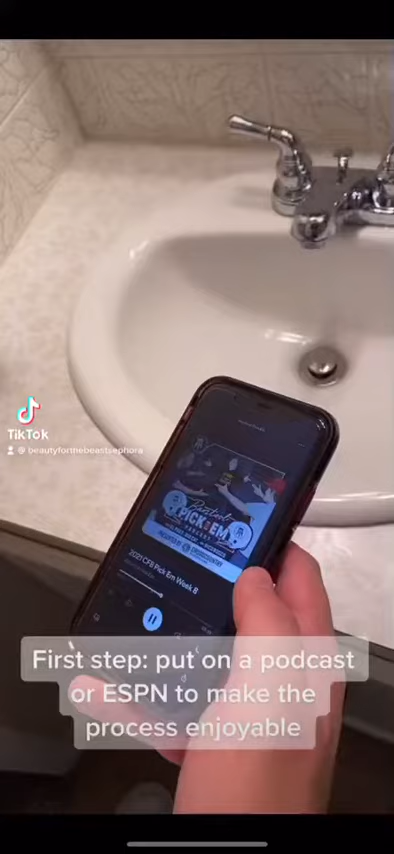 TikTok
@ beautyforthebeastsephora
Barstool
PICK EM
2021 CFB Pick Em Week 8
First step: put on a podcast
or ESPN to make the
process enjoyable